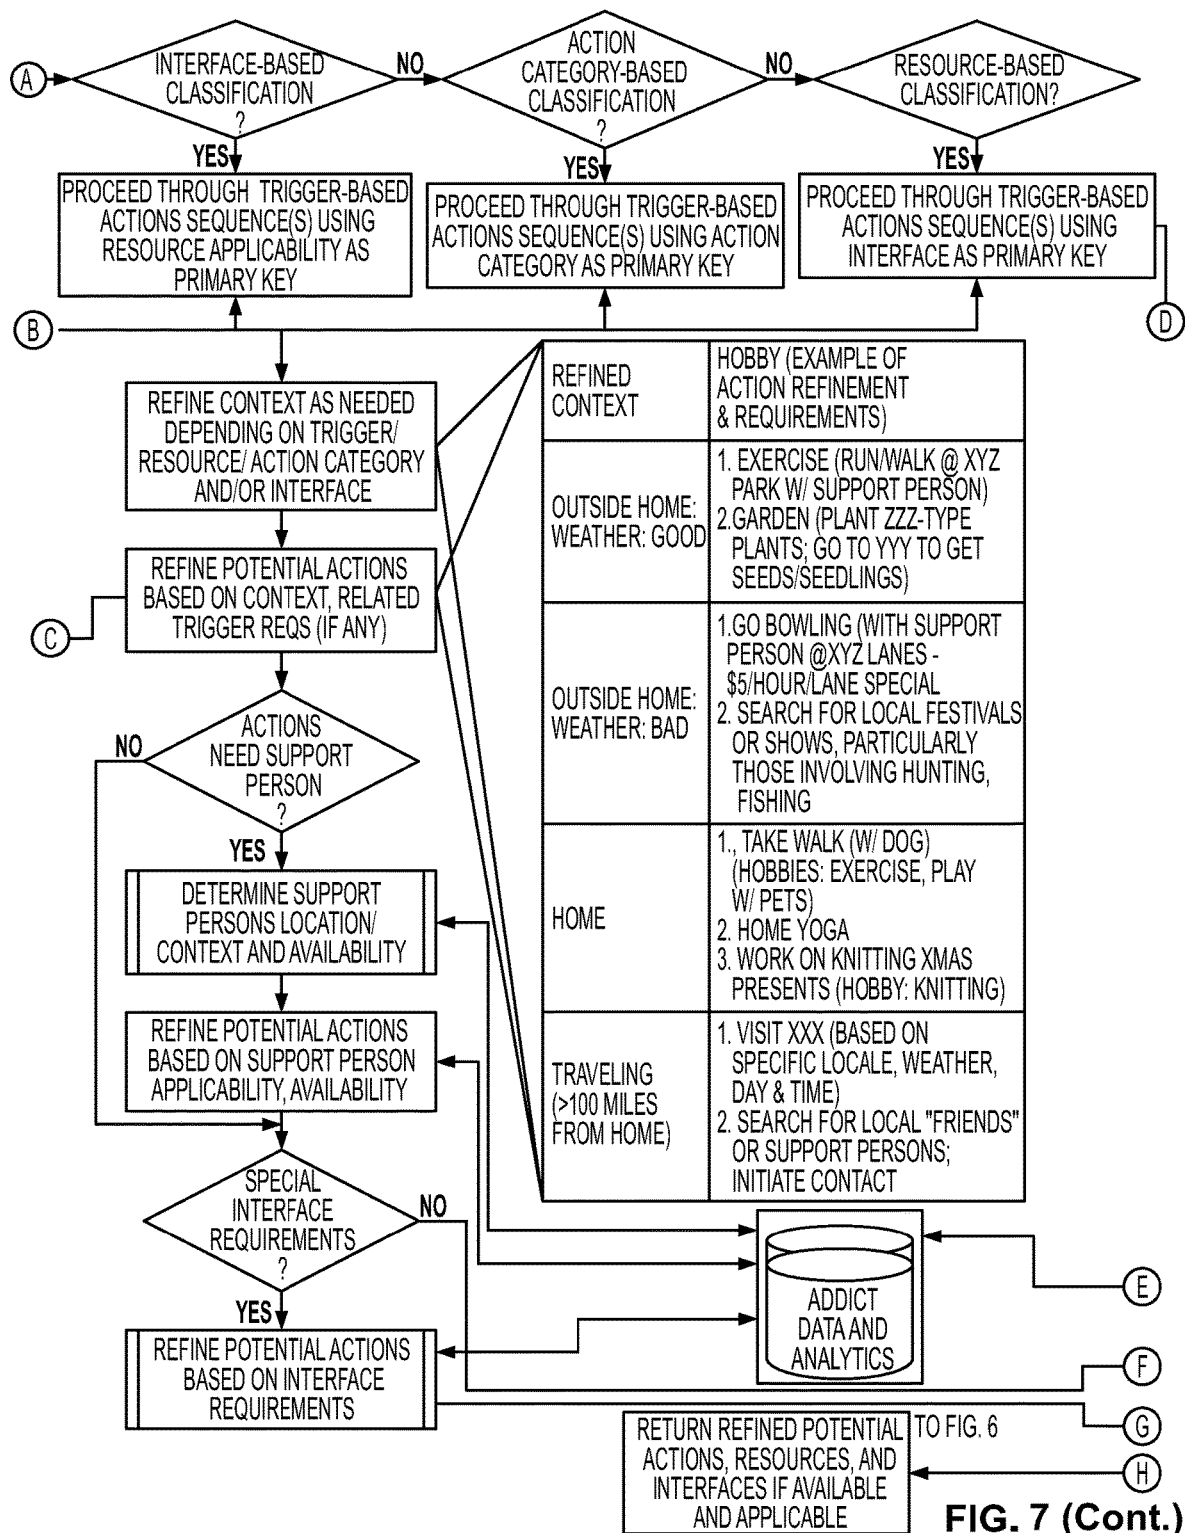 A
INTERFACE-BASED
CLASSIFICATION
?
NO
ACTION
CATEGORY-BASED
CLASSIFICATION
?
NO
RESOURCE-BASED
CLASSIFICATION?
YES
YES
YES
PROCEED THROUGH TRIGGER-BASED
ACTIONS SEQUENCE(S) USING
RESOURCE APPLICABILITY AS
PRIMARY KEY
PROCEED THROUGH TRIGGER-BASED
ACTIONS SEQUENCE(S) USING ACTION
CATEGORY AS PRIMARY KEY
PROCEED THROUGH TRIGGER-BASED
ACTIONS SEQUENCE(S) USING
INTERFACE AS PRIMARY KEY
B
D
REFINE CONTEXT AS NEEDED
DEPENDING ON TRIGGER/
RESOURCE/ ACTION CATEGORY
AND/OR INTERFACE
REFINE POTENTIAL ACTIONS
BASED ON CONTEXT, RELATED
TRIGGER REQS (IF ANY)
C
ACTIONS
NEED SUPPORT
PERSON
?
NO
YES
DETERMINE SUPPORT
PERSONS LOCATION/
CONTEXT AND AVAILABILITY
REFINE POTENTIAL ACTIONS
BASED ON SUPPORT PERSON
APPLICABILITY, AVAILABILITY
SPECIAL
INTERFACE
REQUIREMENTS
?
NO
YES
REFINE POTENTIAL ACTIONS
BASED ON INTERFACE
REQUIREMENTS
REFINED
CONTEXT
HOBBY (EXAMPLE OF
ACTION REFINEMENT
& REQUIREMENTS)
OUTSIDE HOME:
WEATHER: GOOD
1. EXERCISE (RUN/WALK @ XYZ
PARK W/ SUPPORT PERSON)
2.GARDEN (PLANT ZZZ-TYPE
PLANTS; GO TO YYY TO GET
SEEDS/SEEDLINGS)
OUTSIDE HOME:
WEATHER: BAD
1.GO BOWLING (WITH SUPPORT
PERSON @XYZ LANES -
$5/HOUR/LANE SPECIAL
2. SEARCH FOR LOCAL FESTIVALS
OR SHOWS, PARTICULARLY
THOSE INVOLVING HUNTING,
FISHING
HOME
1., TAKE WALK (W/ DOG)
(HOBBIES: EXERCISE, PLAY
W/ PETS)
2. HOME YOGA
3. WORK ON KNITTING XMAS
PRESENTS (HOBBY: KNITTING)
TRAVELING
(>100 MILES
FROM HOME)
1. VISIT XXX (BASED ON
SPECIFIC LOCALE, WEATHER,
DAY & TIME)
2. SEARCH FOR LOCAL "FRIENDS"
OR SUPPORT PERSONS;
INITIATE CONTACT
ADDICT
DATA AND
ANALYTICS
E
F
G
H
RETURN REFINED POTENTIAL
ACTIONS, RESOURCES, AND
INTERFACES IF AVAILABLE
AND APPLICABLE
TO FIG. 6
FIG. 7 (Cont.)